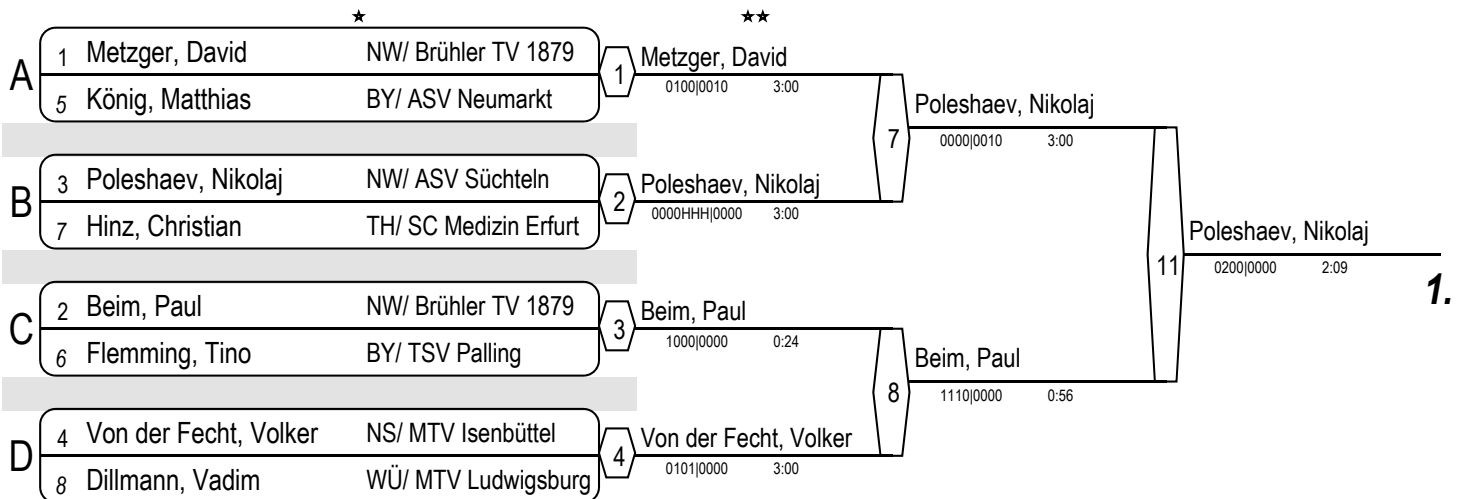 ★ ★★
A
1 Metzger, David NW/ Brühler TV 1879
5 König, Matthias BY/ ASV Neumarkt
1
Metzger, David
0100|0010 3:00
B
3 Poleshaev, Nikolaj NW/ ASV Süchteln
7 Hinz, Christian TH/ SC Medizin Erfurt
2
Poleshaev, Nikolaj
0000HHH|0000 3:00
7
Poleshaev, Nikolaj
0000|0010 3:00
C
2 Beim, Paul NW/ Brühler TV 1879
6 Flemming, Tino BY/ TSV Palling
3
Beim, Paul
1000|0000 0:24
D
4 Von der Fecht, Volker NS/ MTV Isenbüttel
8 Dillmann, Vadim WÜ/ MTV Ludwigsburg
4
Von der Fecht, Volker
0101|0000 3:00
8
Beim, Paul
1110|0000 0:56
11
Poleshaev, Nikolaj
0200|0000 2:09
1.